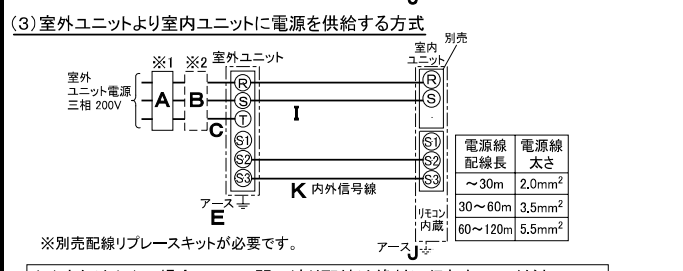 (3)室外ユニットより室内ユニットに電源を供給する方式
別売
※1 ※2 室外ユニット
室内
ユニット
室外
ユニット電源
三相 200V
A B
C
R
S
T
S1
S2
S3
I
R
S
S1
S2
S3
K 内外信号線
アース
E
リモコン
内蔵
アース J
電源線
配線長
電源線
太さ
～30m 2.0mm²
30～60m 3.5mm²
60～120m 5.5mm²
※別売配線リプレースキットが必要です。